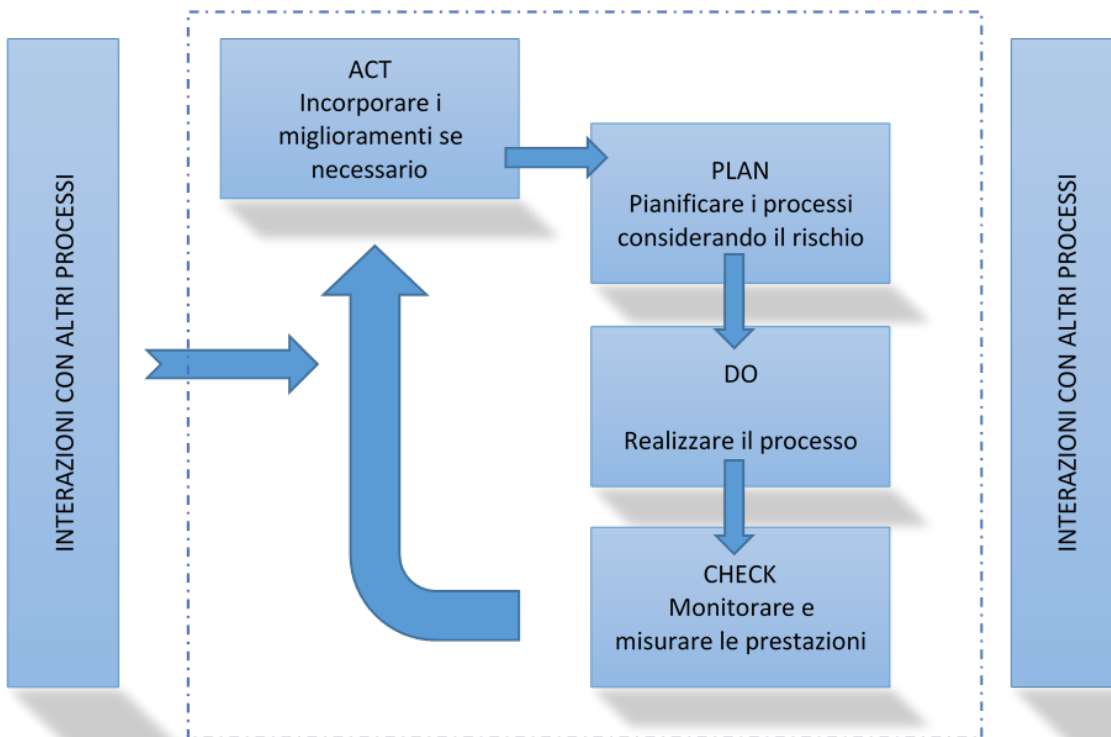 INTERAZIONI CON ALTRI PROCESSI
ACT
Incorporare i
miglioramenti se
necessario
PLAN
Pianificare i processi
considerando il rischio
DO
Realizzare il processo
CHECK
Monitorare e
misurare le prestazioni
INTERAZIONI CON ALTRI PROCESSI